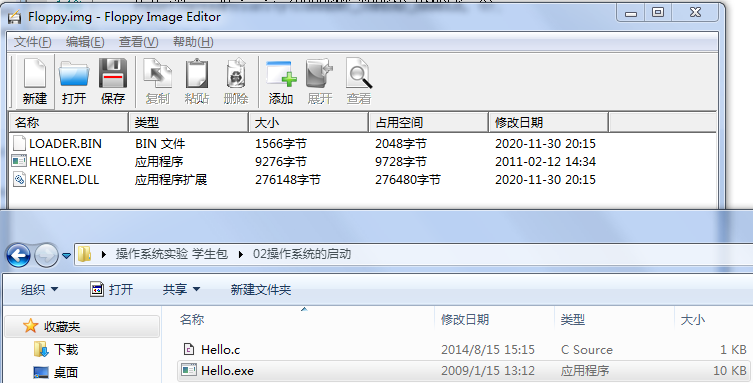 Floppy.img - Floppy Image Editor
文件(F) 编辑(E) 查看(V) 帮助(H)
新建 打开 保存 复制 粘贴 删除 添加 展开 查看
名称 类型 大小 占用空间 修改日期
LOADER.BIN BIN 文件 1566字节 2048字节 2020-11-30 20:15
HELLO.EXE 应用程序 9276字节 9728字节 2011-02-12 14:34
KERNEL.DLL 应用程序扩展 276148字节 276480字节 2020-11-30 20:15
操作系统实验 学生包 02操作系统的启动
组织 打开 共享 新建文件夹
名称 修改日期 类型 大小
收藏夹
下载
桌面
Hello.c 2014/8/15 15:15 C Source 1 KB
Hello.exe 2009/1/15 13:12 应用程序 10 KB